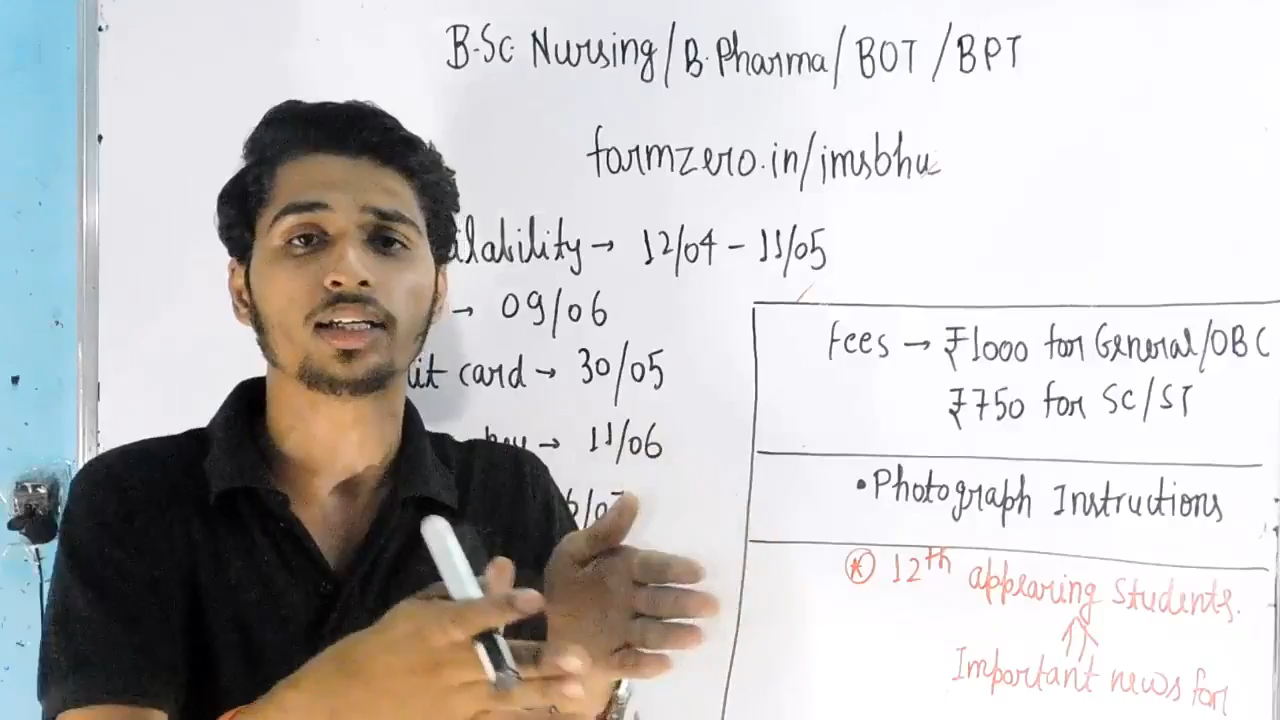 B.Sc Nursing/B.Pharma/BOT/BPT
formzero.in/imsbhu
ilability → 12/04 - 11/05
→ 09/06
it card → 30/05
key → 11/06
Fees → ₹1000 for General/OBC
₹750 for SC/ST
• Photograph Instructions
* 12th appearing Students.
Important news for